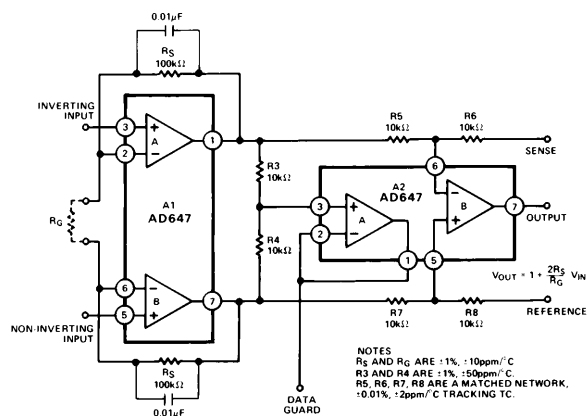 0.01µF
RS
100kΩ
INVERTING
INPUT
3
+
A
2
−
1
A1
AD647
RG
6
−
B
5
+
7
NON-INVERTING
INPUT
RS
100kΩ
0.01µF
R3
10kΩ
R4
10kΩ
R5
10kΩ
R6
10kΩ
SENSE
6
A2
AD647
3
+
A
2
−
−
B
+
7
OUTPUT
1
5
VOUT = 1 + 2RS/RG VIN
R7
10kΩ
R8
10kΩ
REFERENCE
DATA
GUARD
NOTES
RS AND RG ARE ±1%, ±10ppm/°C.
R3 AND R4 ARE ±1%, ±50ppm/°C.
R5, R6, R7, R8 ARE A MATCHED NETWORK,
±0.01%, ±2ppm/°C TRACKING TC.